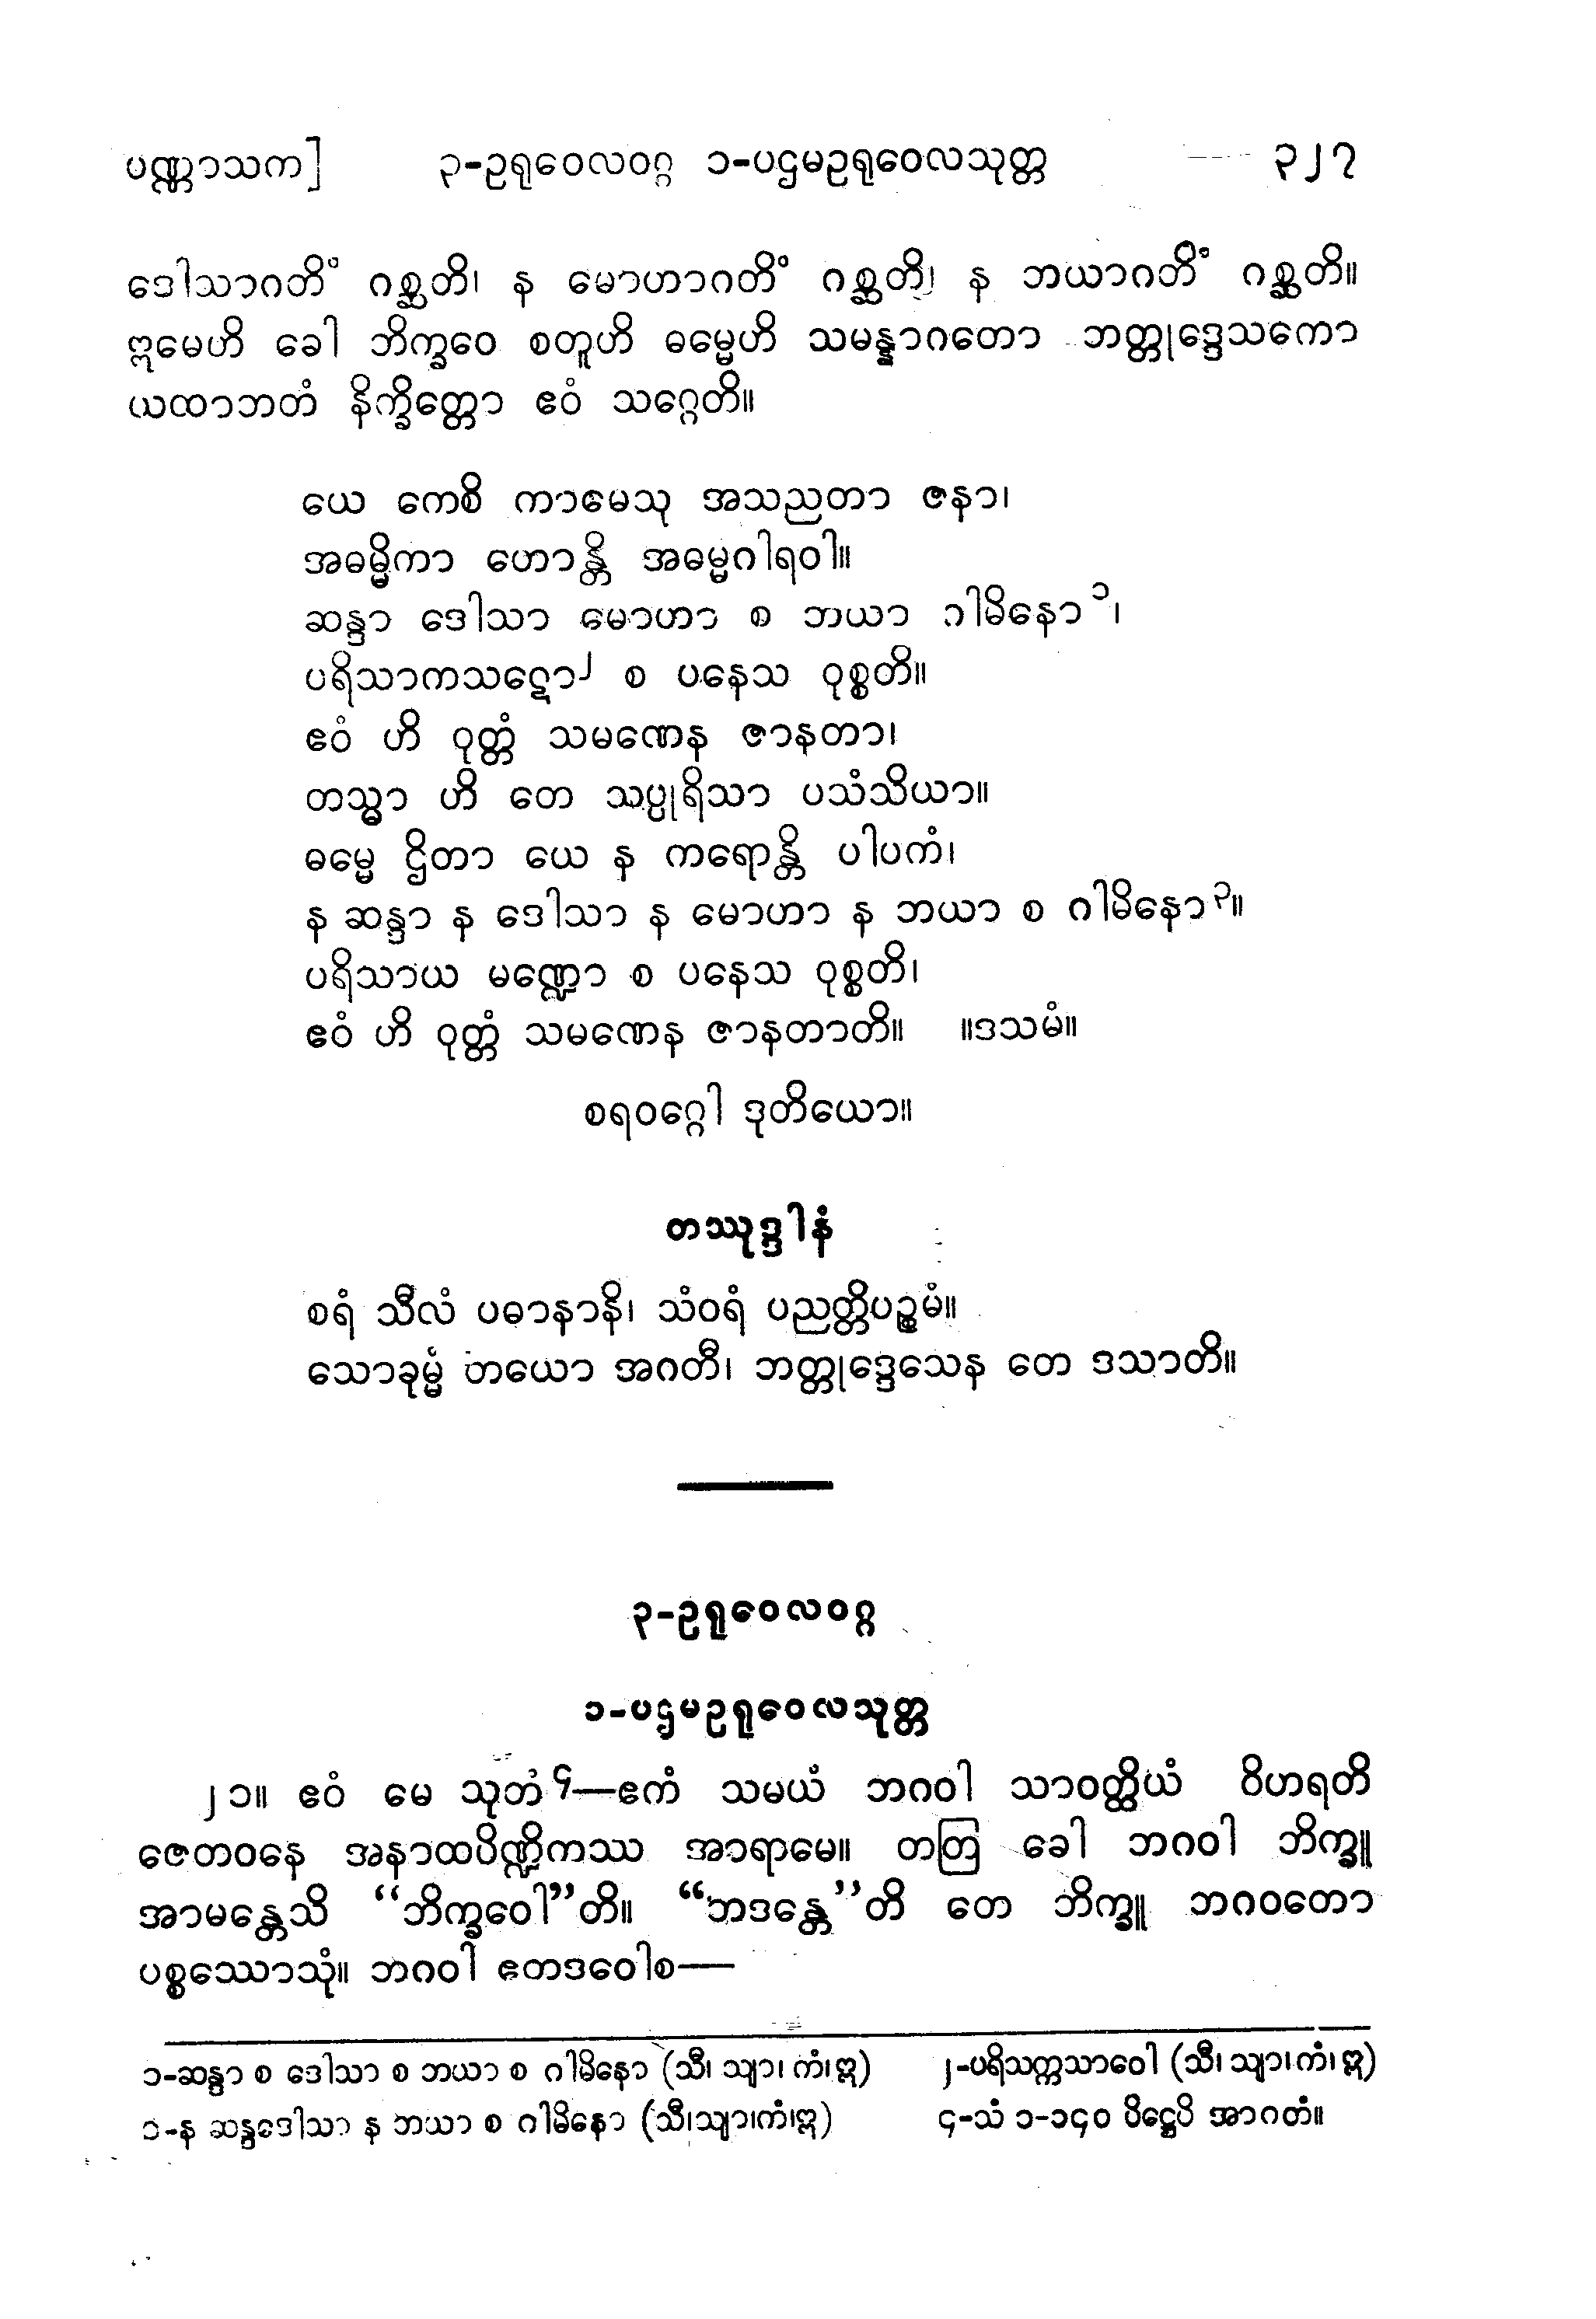 ပဏ္ဏာသက] ၃-ဥရုဝေလဝဂ္ဂ ၁-ပဌမဥရုဝေလသုတ္တ ၃၂၇
ဒေါသာဂတိံ ဂစ္ဆတိ၊ န မောဟာဂတိံ ဂစ္ဆတိ၊ န ဘယာဂတိံ ဂစ္ဆတိ။
ဣမေဟိ ခေါ ဘိက္ခဝေ စတူဟိ ဓမ္မေဟိ သမန္နာဂတော ဘတ္တုဒ္ဒေသကော
ယထာဘတံ နိက္ခိတ္တော ဧဝံ သဂ္ဂေတိ။
ယေ ကေစိ ကာမေသု အသညတာ ဇနာ၊
အဓမ္မိကာ ဟောန္တိ အဓမ္မဂါရဝါ။
ဆန္ဒာ ဒေါသာ မောဟာ စ ဘယာ ဂါမိနော၁၊
ပရိသာကသဋော၂ စ ပနေသ ဝုစ္စတိ။
ဧဝံ ဟိ ဝုတ္တံ သမဏေန ဇာနတာ၊
တသ္မာ ဟိ တေ သပ္ပုရိသာ ပသံသိယာ။
ဓမ္မေ ဌိတာ ယေ န ကရောန္တိ ပါပကံ၊
န ဆန္ဒာ န ဒေါသာ န မောဟာ န ဘယာ စ ဂါမိနော၃။
ပရိသာယ မဏ္ဍော စ ပနေသ ဝုစ္စတိ၊
ဧဝံ ဟိ ဝုတ္တံ သမဏေန ဇာနတာတိ။ ။ဒသမံ။
စရဝဂ္ဂေါ ဒုတိယော။
တဿုဒ္ဒါနံ
စရံ သီလံ ပဓာနာနိ၊ သံဝရံ ပညတ္တိပဉ္စမံ။
သောခုမ္မံ တယော အဂတီ၊ ဘတ္တုဒ္ဒေသေန တေ ဒသာတိ။
၃-ဥရုဝေလဝဂ္ဂ
၁-ပဌမဥရုဝေလသုတ္တ
၂၁။ ဧဝံ မေ သုတံ၄—ဧကံ သမယံ ဘဂဝါ သာဝတ္ထိယံ ဝိဟရတိ
ဇေတဝနေ အနာထပိဏ္ဍိကဿ အာရာမေ။ တတြ ခေါ ဘဂဝါ ဘိက္ခူ
အာမန္တေသိ “ဘိက္ခဝေါ”တိ။ “ဘဒန္တေ”တိ တေ ဘိက္ခူ ဘဂဝတော
ပစ္စဿောသုံ။ ဘဂဝါ ဧတဒဝေါစ—
၁-ဆန္ဒာ စ ဒေါသာ စ ဘယာ စ ဂါမိနော (သီ၊ သျာ၊ ကံ၊ ဣ) ၂-ပရိသက္ကသာဝေါ (သီ၊ သျာ၊ ကံ၊ ဣ)
၁-န ဆန္ဒဒေါသာ န ဘယာ စ ဂါမိနော (သီ၊သျာ၊ကံ၊ဣ) ၄-သံ ၁-၁၄၀ ပိဋ္ဌေပိ အာဂတံ။